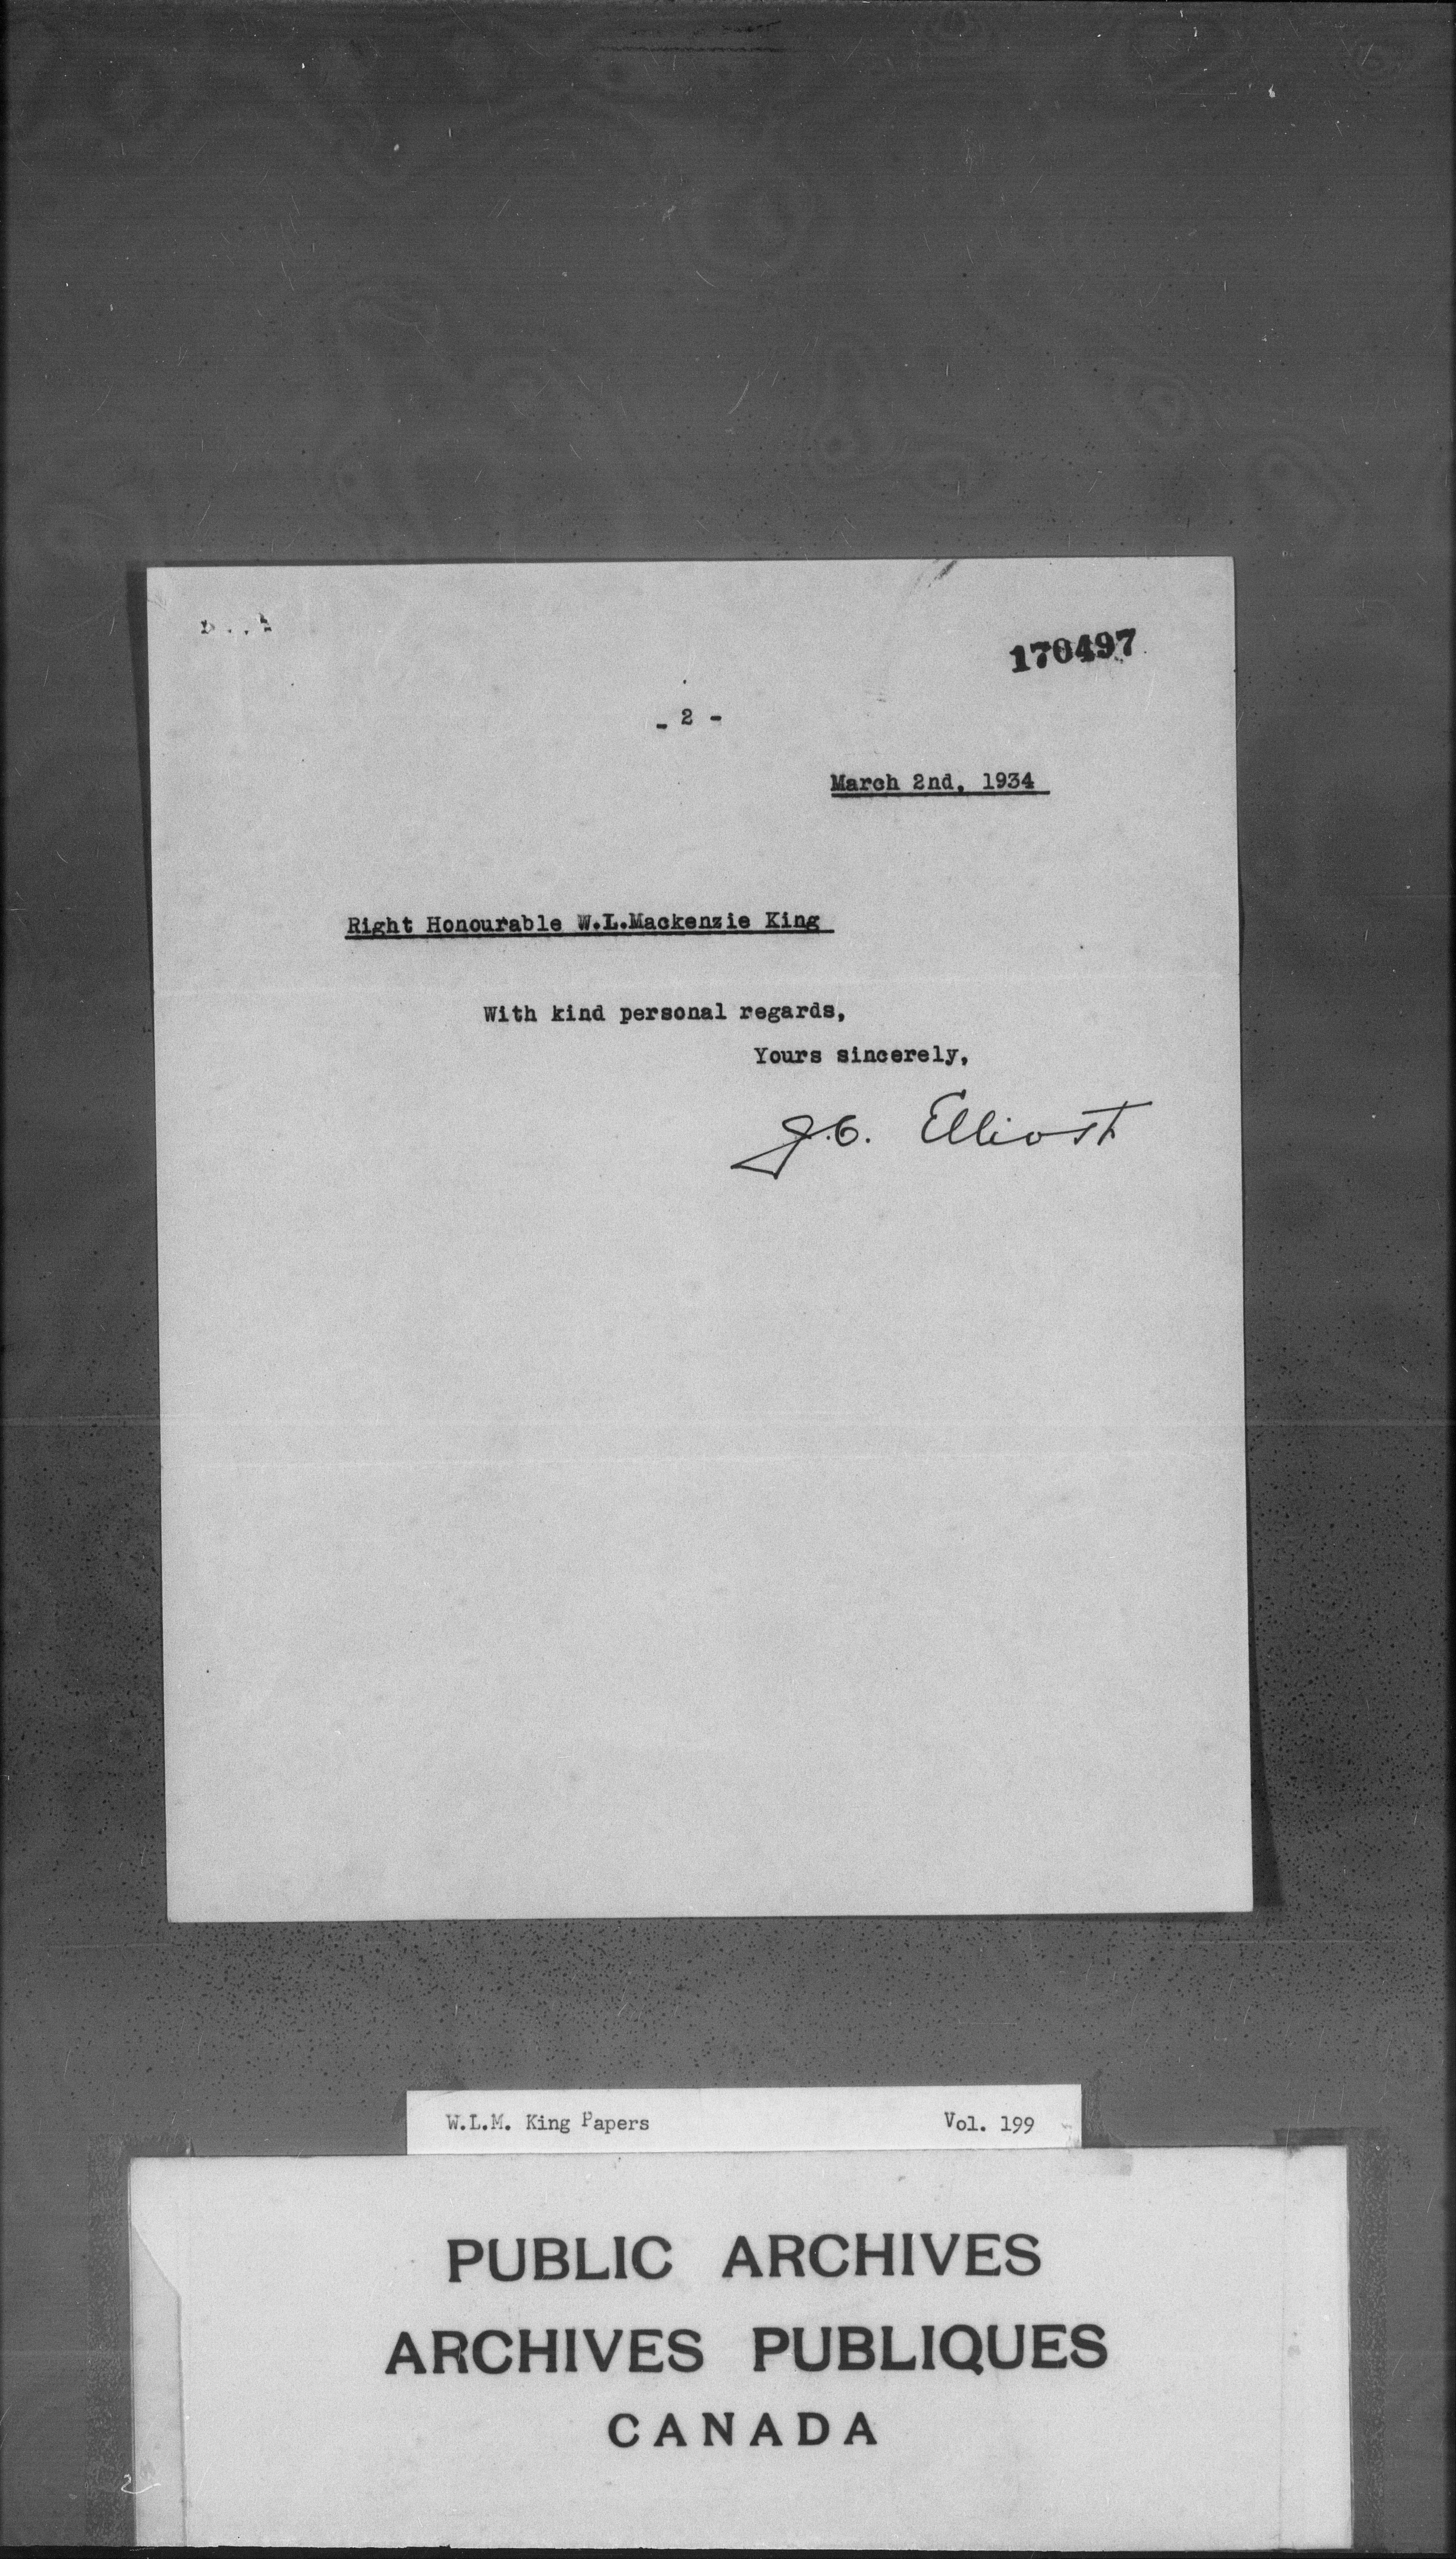 170497
- 2 -
March 2nd, 1934
Right Honourable W.L.Mackenzie King
With kind personal regards,
Yours sincerely,
J.C. Elliott
W.L.M. King Papers Vol. 199
PUBLIC ARCHIVES
ARCHIVES PUBLIQUES
CANADA
2